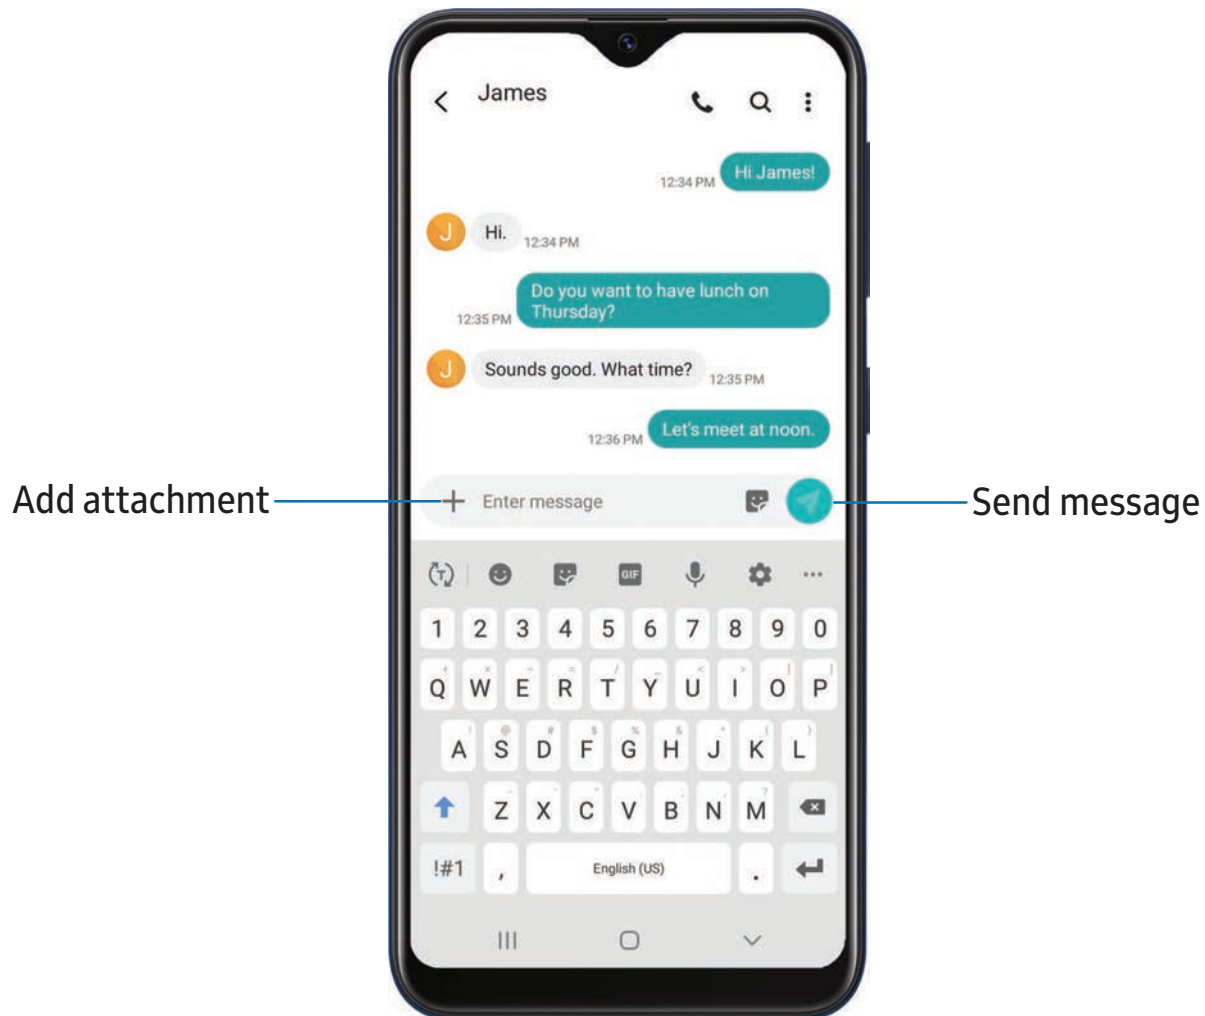 James
Hi James!
12:34 PM
J
Hi.
12:34 PM
Do you want to have lunch on
Thursday?
12:35 PM
J
Sounds good. What time?
12:35 PM
Let's meet at noon.
12:36 PM
Add attachment
Enter message
Send message
T
GIF
1 2 3 4 5 6 7 8 9 0
Q W E R T Y U I O P
A S D F G H J K L
Z X C V B N M
!#1 , English (US) .